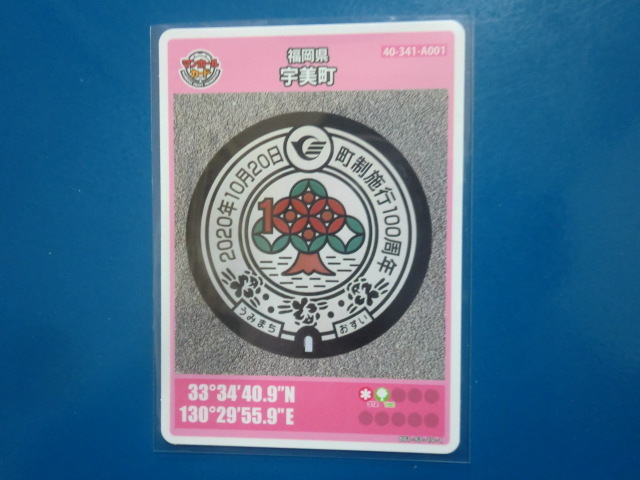 マンホール
カード
福岡県
宇美町
40-341-A001
2020年10月20日
町制施行100周年
1
うみまち
おすい
33°34'40.9"N
130°29'55.9"E